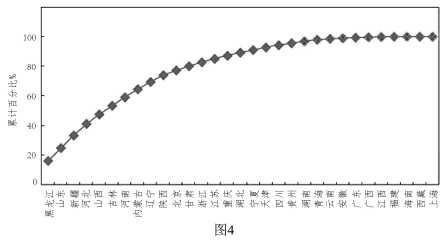 累计百分比%
100
80
60
40
20
0
黑龙江
山东
新疆
河北
山西
吉林
河南
内蒙古
辽宁
陕西
北京
甘肃
浙江
江苏
重庆
湖北
宁夏
天津
四川
贵州
湖南
青海
云南
安徽
广东
广西
江西
福建
海南
西藏
上海
图4